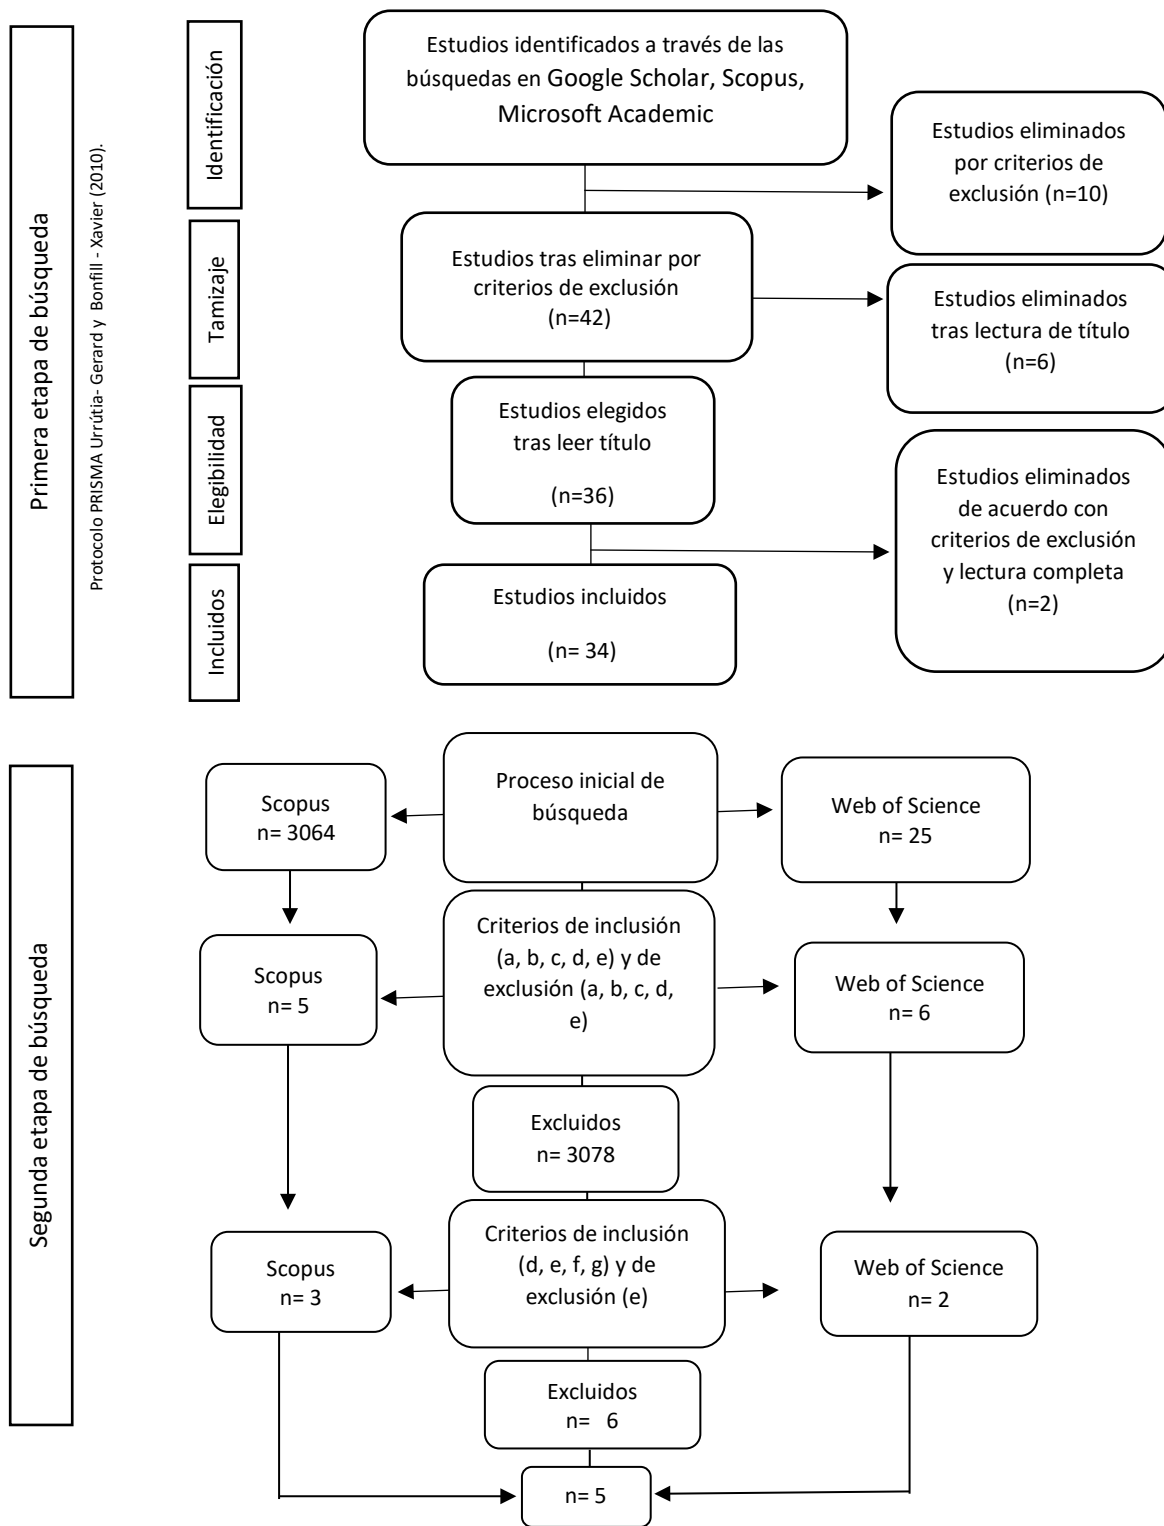 Primera etapa de búsqueda
Protocolo PRISMA Urrútia- Gerard y Bonfill - Xavier (2010).
Identificación
Estudios identificados a través de las
búsquedas en Google Scholar, Scopus,
Microsoft Academic
Estudios eliminados
por criterios de
exclusión (n=10)
Tamizaje
Estudios tras eliminar por
criterios de exclusión
(n=42)
Estudios eliminados
tras lectura de título
(n=6)
Elegibilidad
Estudios elegidos
tras leer título
(n=36)
Estudios eliminados
de acuerdo con
criterios de exclusión
y lectura completa
(n=2)
Incluidos
Estudios incluidos
(n= 34)
Segunda etapa de búsqueda
Proceso inicial de
búsqueda
Scopus
n= 3064
Web of Science
n= 25
Criterios de inclusión
(a, b, c, d, e) y de
exclusión (a, b, c, d,
e)
Scopus
n= 5
Web of Science
n= 6
Excluidos
n= 3078
Criterios de inclusión
(d, e, f, g) y de
exclusión (e)
Scopus
n= 3
Web of Science
n= 2
Excluidos
n= 6
n= 5